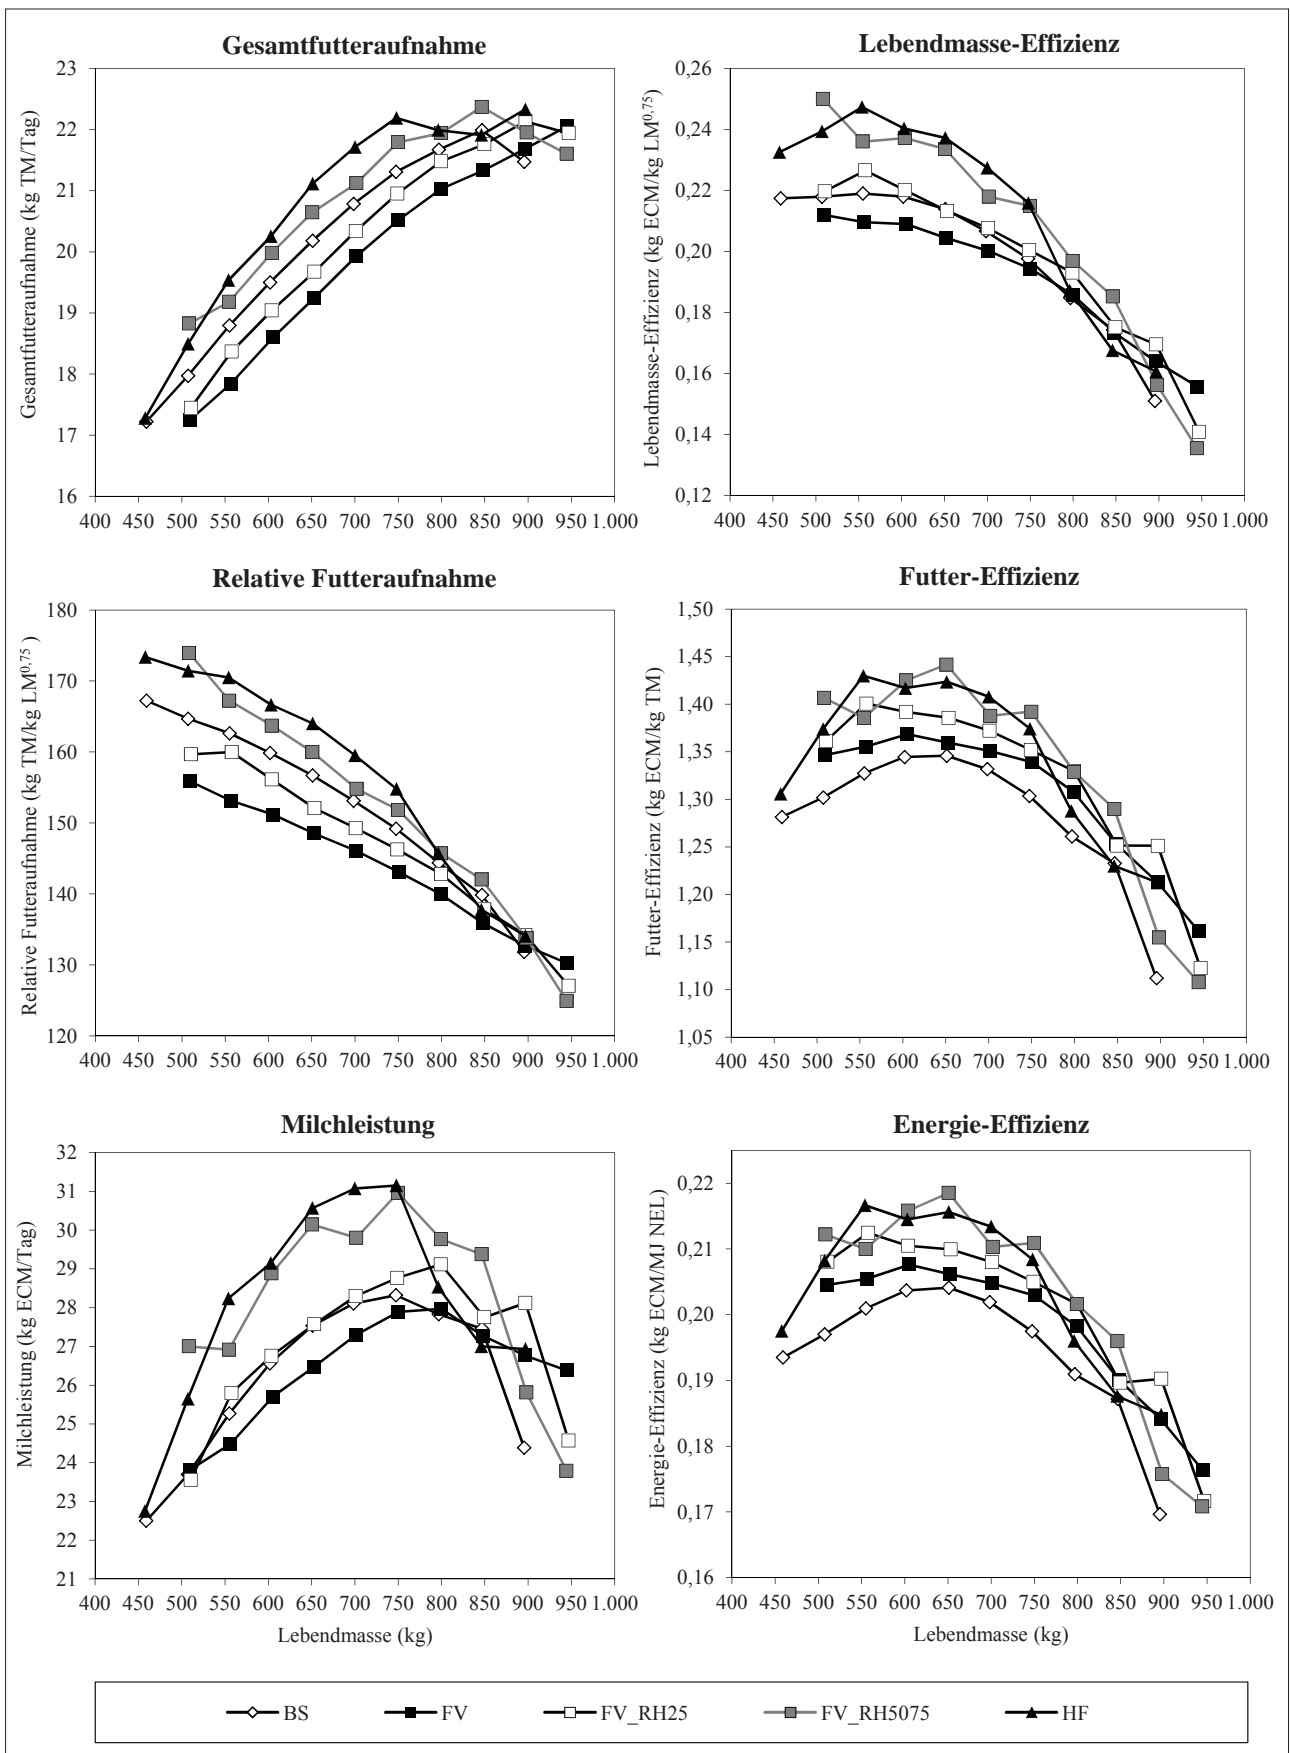 Gesamtfutteraufnahme
Gesamtfutteraufnahme (kg TM/Tag)
23
22
21
20
19
18
17
16
400 450 500 550 600 650 700 750 800 850 900 950 1.000
Lebendmasse-Effizienz
Lebendmasse-Effizienz (kg ECM/kg LM0,75)
0,26
0,24
0,22
0,20
0,18
0,16
0,14
0,12
400 450 500 550 600 650 700 750 800 850 900 950 1.000
Relative Futteraufnahme
Relative Futteraufnahme (kg TM/kg LM0,75 )
180
170
160
150
140
130
120
400 450 500 550 600 650 700 750 800 850 900 950 1.000
Futter-Effizienz
Futter-Effizienz (kg ECM/kg TM)
1,50
1,45
1,40
1,35
1,30
1,25
1,20
1,15
1,10
1,05
400 450 500 550 600 650 700 750 800 850 900 950 1.000
Milchleistung
Milchleistung (kg ECM/Tag)
32
31
30
29
28
27
26
25
24
23
22
21
400 450 500 550 600 650 700 750 800 850 900 950 1.000
Lebendmasse (kg)
Energie-Effizienz
Energie-Effizienz (kg ECM/MJ NEL)
0,22
0,21
0,20
0,19
0,18
0,17
0,16
400 450 500 550 600 650 700 750 800 850 900 950 1.000
Lebendmasse (kg)
BS FV FV_RH25 FV_RH5075 HF